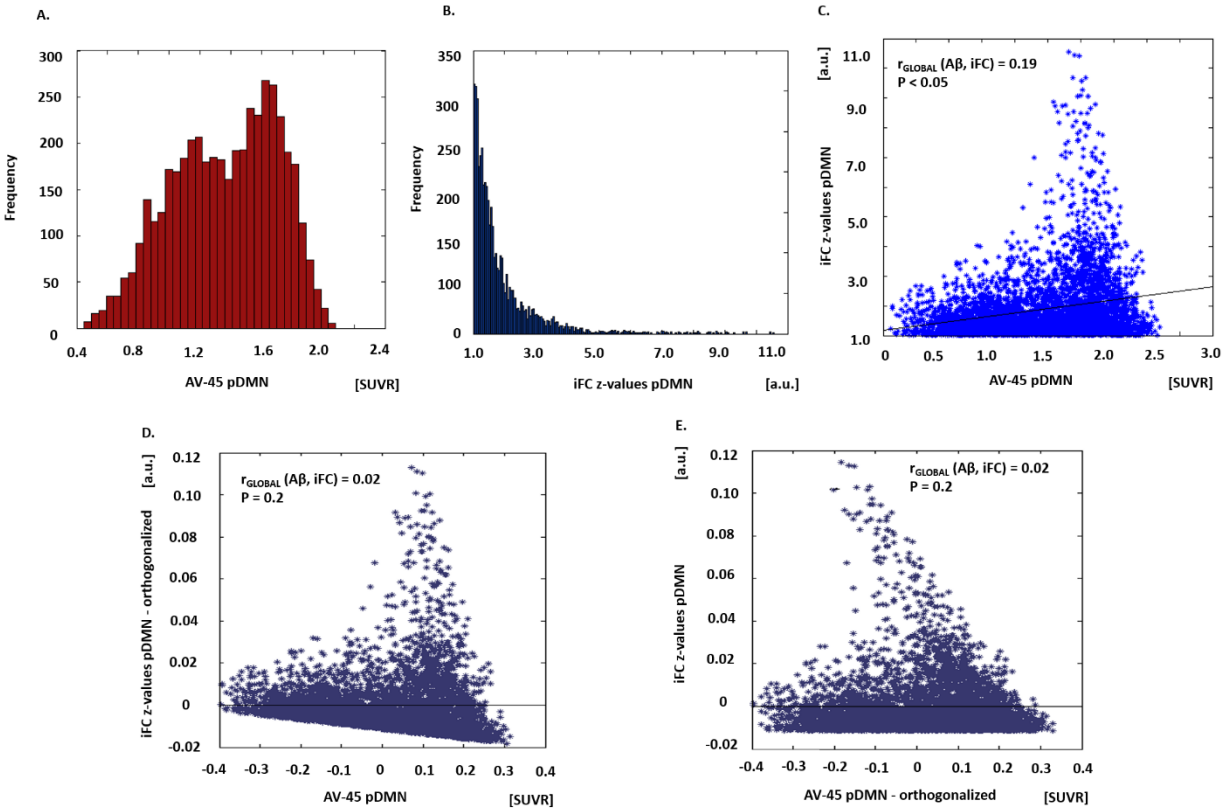 A.
300
250
200
150
100
50
0
Frequency
0.4 0.8 1.2 1.6 2.0 2.4
AV-45 pDMN [SUVR]
B.
350
300
250
200
150
300
0
Frequency
1.0 3.0 5.0 7.0 9.0 11.0
iFC z-values pDMN [a.u.]
C.
[a.u.]
iFC z-values pDMN
11.0
9.0
7.0
5.0
3.0
1.0
rGLOBAL (Aβ, iFC) = 0.19
P < 0.05
0 0.5 1.0 1.5 2.0 2.5 3.0
AV-45 pDMN [SUVR]
D.
[a.u.]
iFC z-values pDMN - orthogonalized
0.12
0.10
0.08
0.06
0.04
0.02
0
-0.02
rGLOBAL (Aβ, iFC) = 0.02
P = 0.2
-0.4 -0.3 -0.2 -0.1 0 0.1 0.2 0.3 0.4
AV-45 pDMN [SUVR]
E.
[a.u.]
iFC z-values pDMN
0.12
0.10
0.08
0.06
0.04
0.02
0
-0.02
rGLOBAL (Aβ, iFC) = 0.02
P = 0.2
-0.4 -0.3 -0.2 -0.1 0 0.1 0.2 0.3 0.4
AV-45 pDMN - orthogonalized [SUVR]